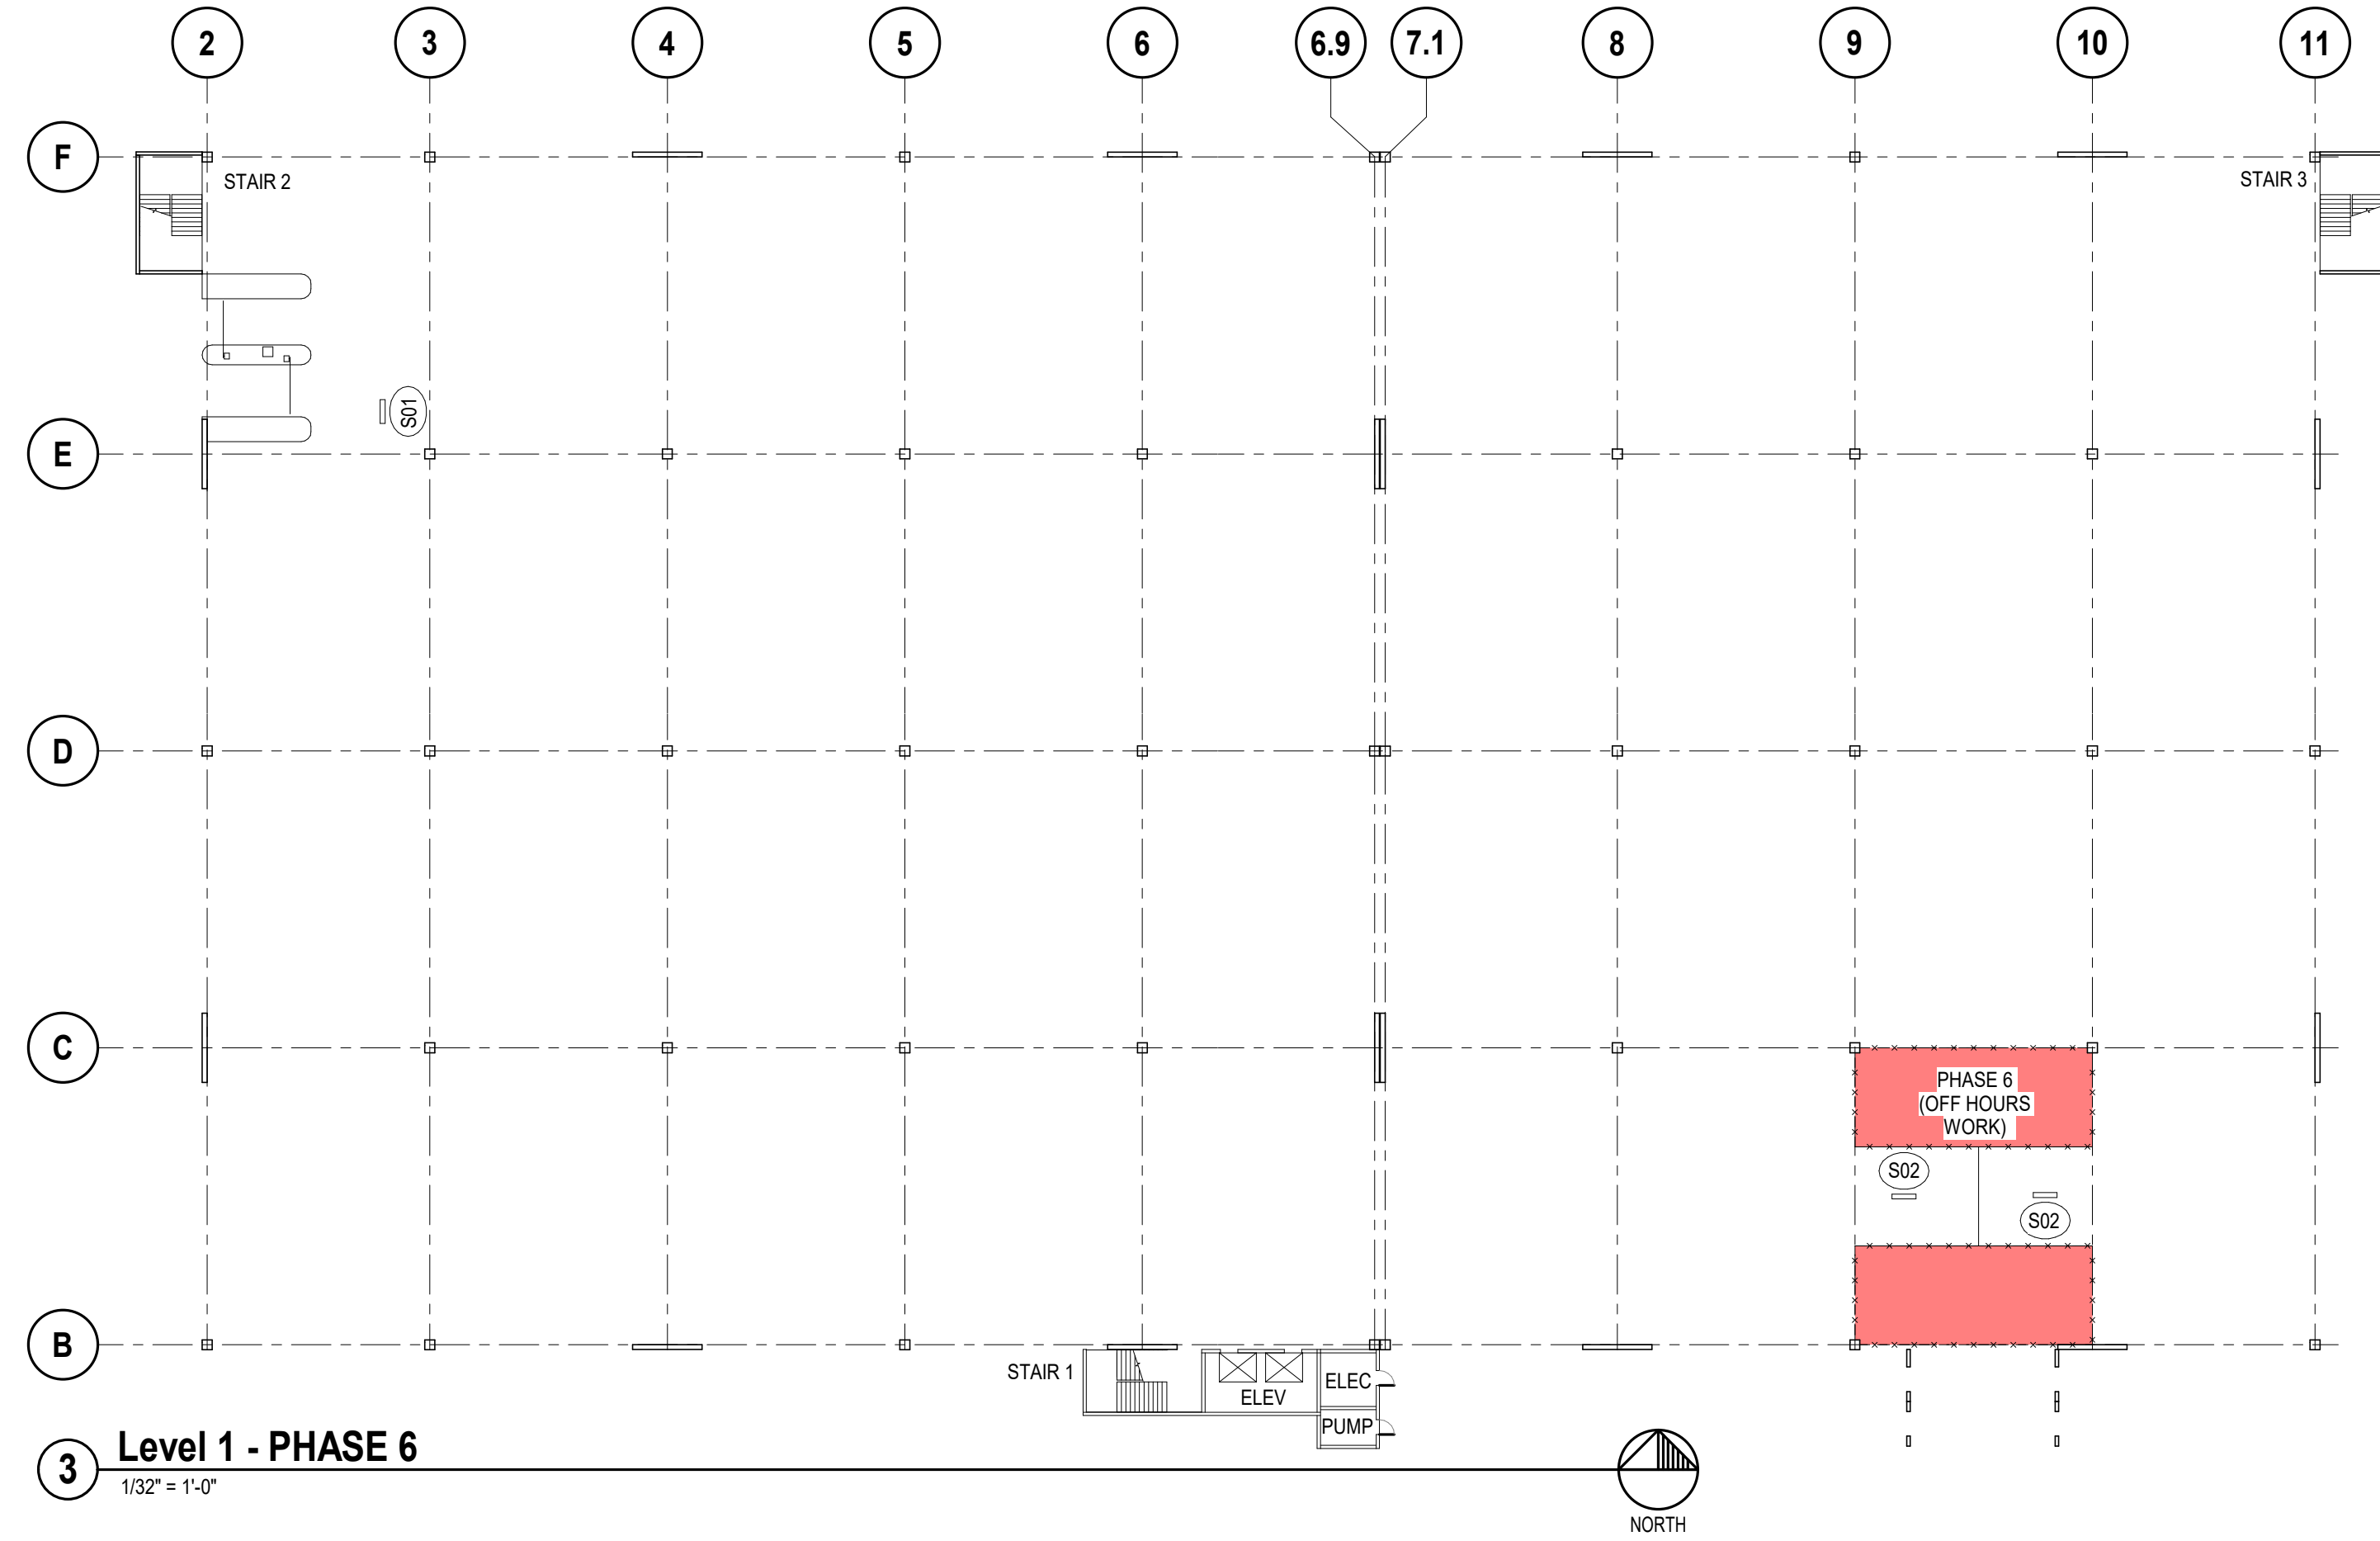 2 3 4 5 6 6.9 7.1 8 9 10 11
F
STAIR 2
STAIR 3
S01
E
D
C
PHASE 6
(OFF HOURS
WORK)
S02
S02
B
STAIR 1
ELEV
ELEC
PUMP
3
Level 1 - PHASE 6
1/32" = 1'-0"
NORTH